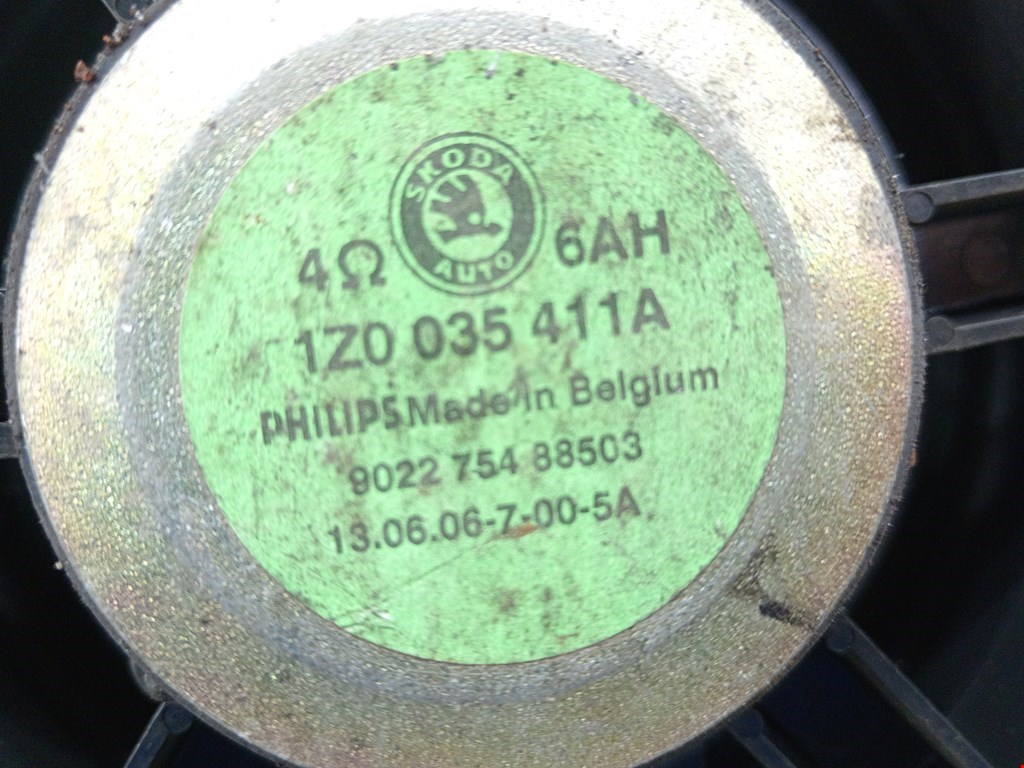 SKODA
AUTO
4Ω 6AH
1Z0 035 411A
PHILIPS Made in Belgium
9022 754 88503
13.06.06-7-00-5A